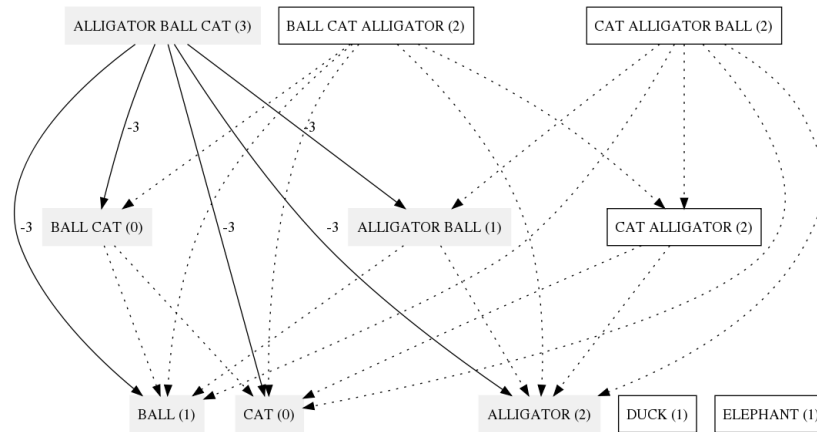 ALLIGATOR BALL CAT (3)
BALL CAT ALLIGATOR (2)
CAT ALLIGATOR BALL (2)
-3
-3
-3
-3
-3
BALL CAT (0)
ALLIGATOR BALL (1)
CAT ALLIGATOR (2)
BALL (1)
CAT (0)
ALLIGATOR (2)
DUCK (1)
ELEPHANT (1)